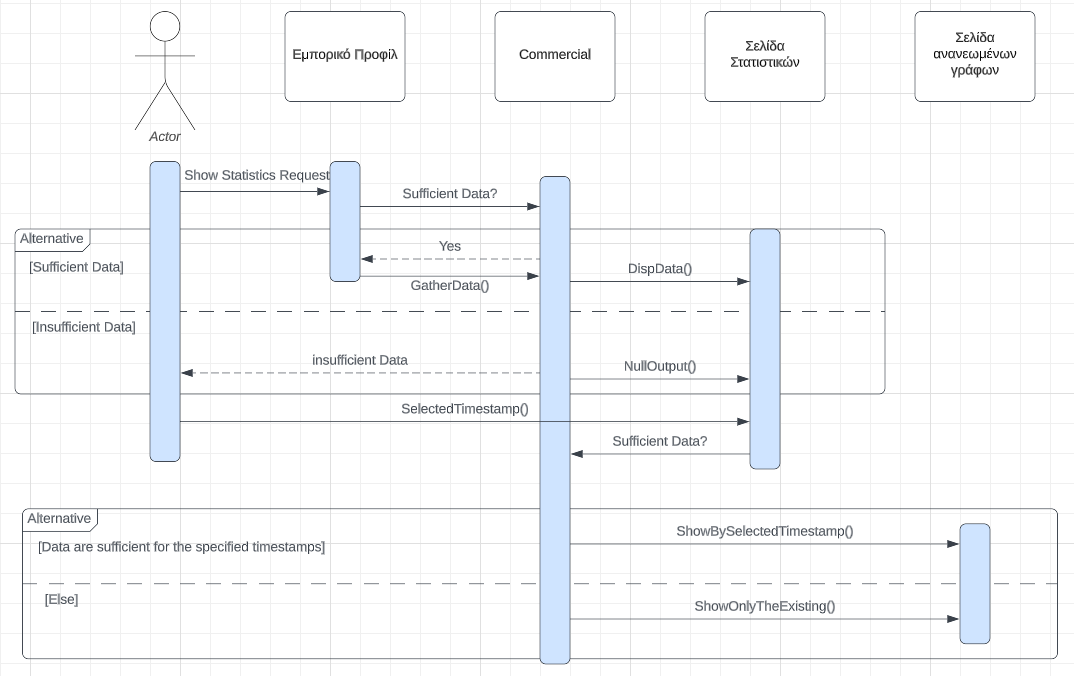 Εμπορικό Προφίλ
Commercial
Σελίδα
Στατιστικών
Σελίδα
ανανεωμένων
γράφων
Actor
Show Statistics Request
Sufficient Data?
Alternative
[Sufficient Data]
Yes
DispData()
GatherData()
[Insufficient Data]
insufficient Data
NullOutput()
SelectedTimestamp()
Sufficient Data?
Alternative
[Data are sufficient for the specified timestamps]
ShowBySelectedTimestamp()
[Else]
ShowOnlyTheExisting()